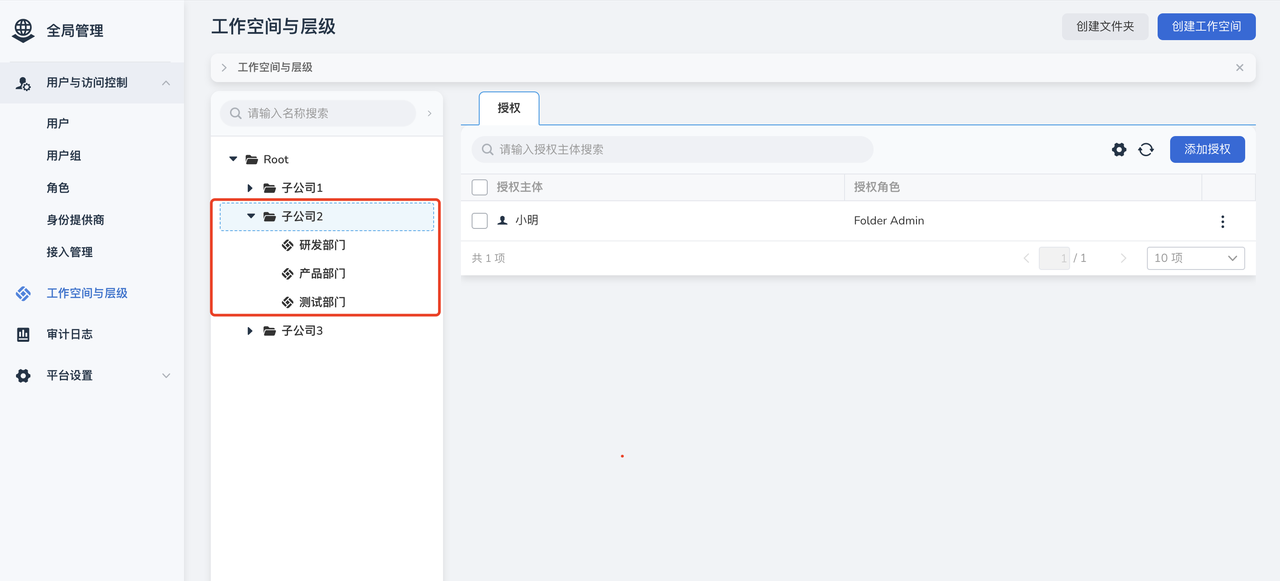 全局管理
用户与访问控制
用户
用户组
角色
身份提供商
接入管理
工作空间与层级
审计日志
平台设置
工作空间与层级
创建文件夹
创建工作空间
工作空间与层级
请输入名称搜索
Root
子公司1
子公司2
研发部门
产品部门
测试部门
子公司3
授权
请输入授权主体搜索
添加授权
授权主体 授权角色
小明 Folder Admin
共 1 项 1 / 1 10 项